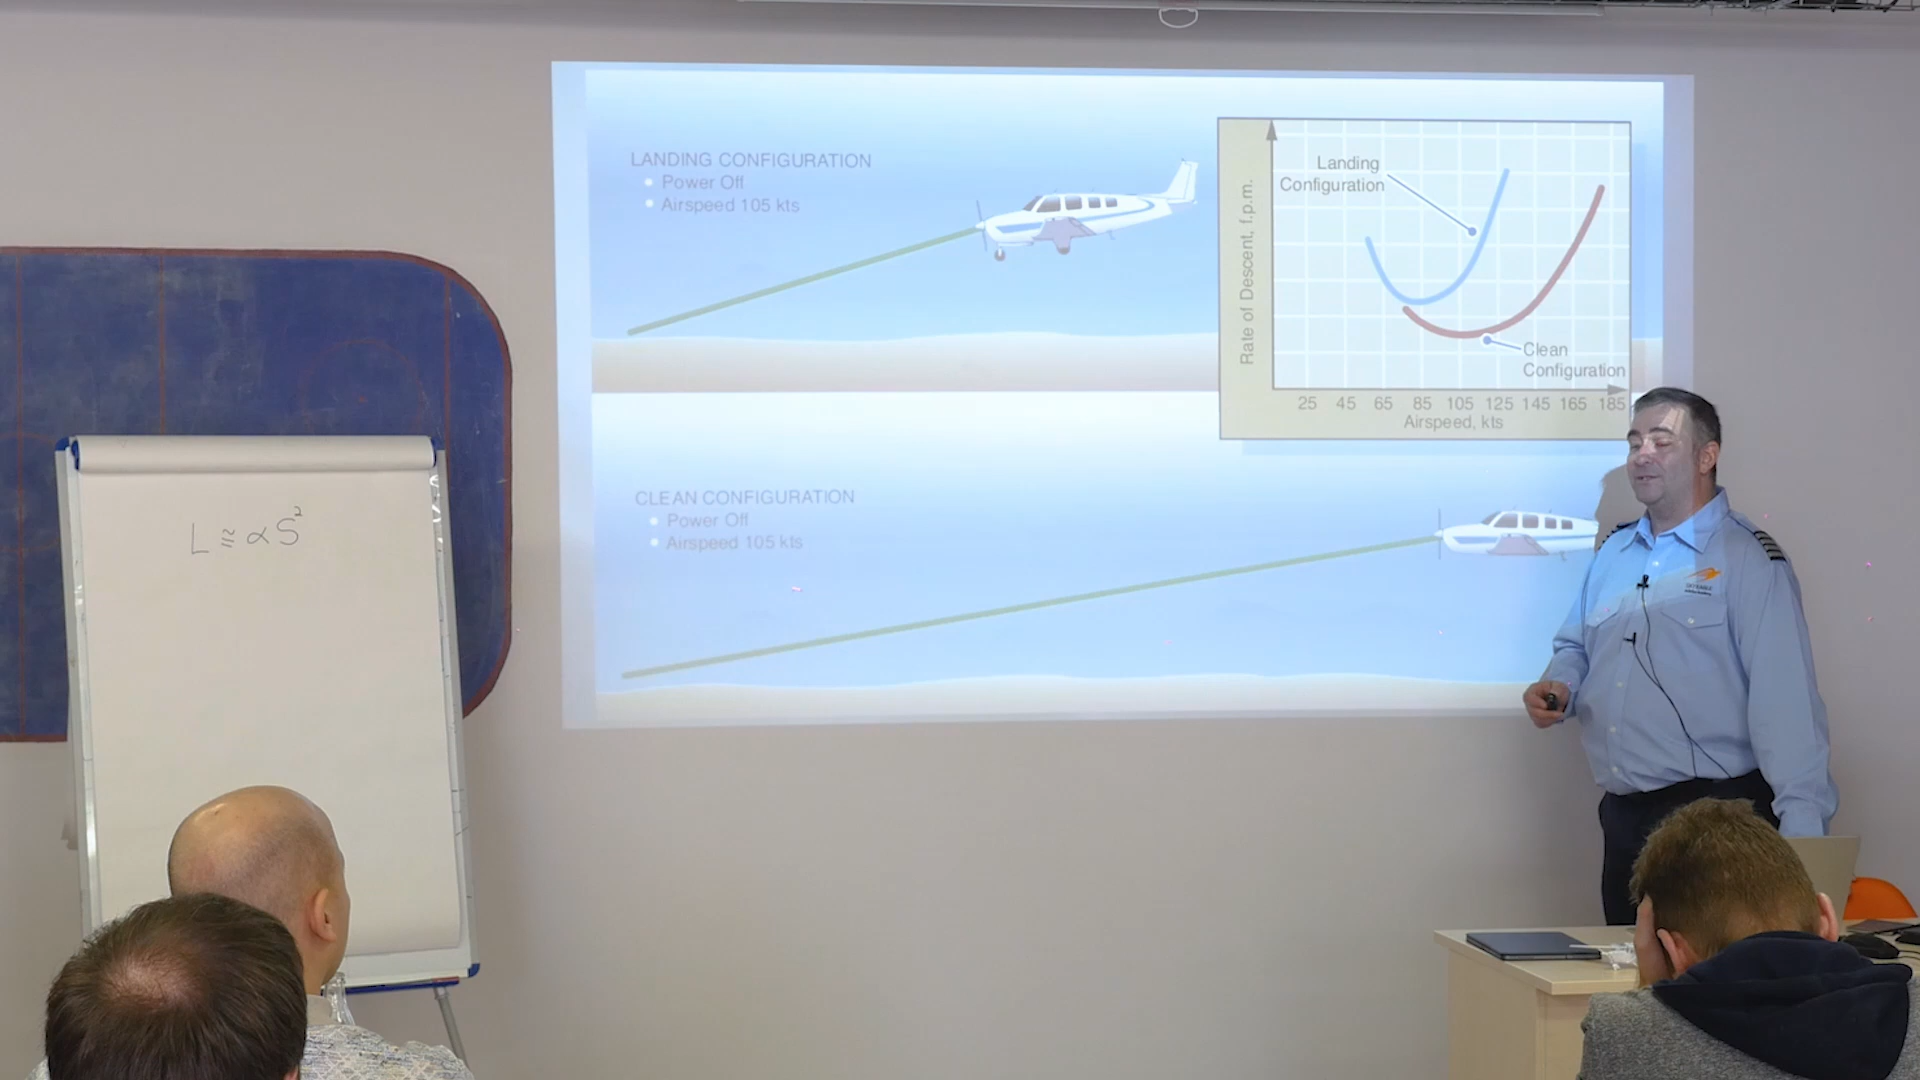 L ≅ α S²
LANDING CONFIGURATION
• Power Off
• Airspeed 105 kts
Landing
Configuration
Rate of Descent, f.p.m.
Clean
Configuration
25 45 65 85 105 125 145 165 185
Airspeed, kts
CLEAN CONFIGURATION
• Power Off
• Airspeed 105 kts